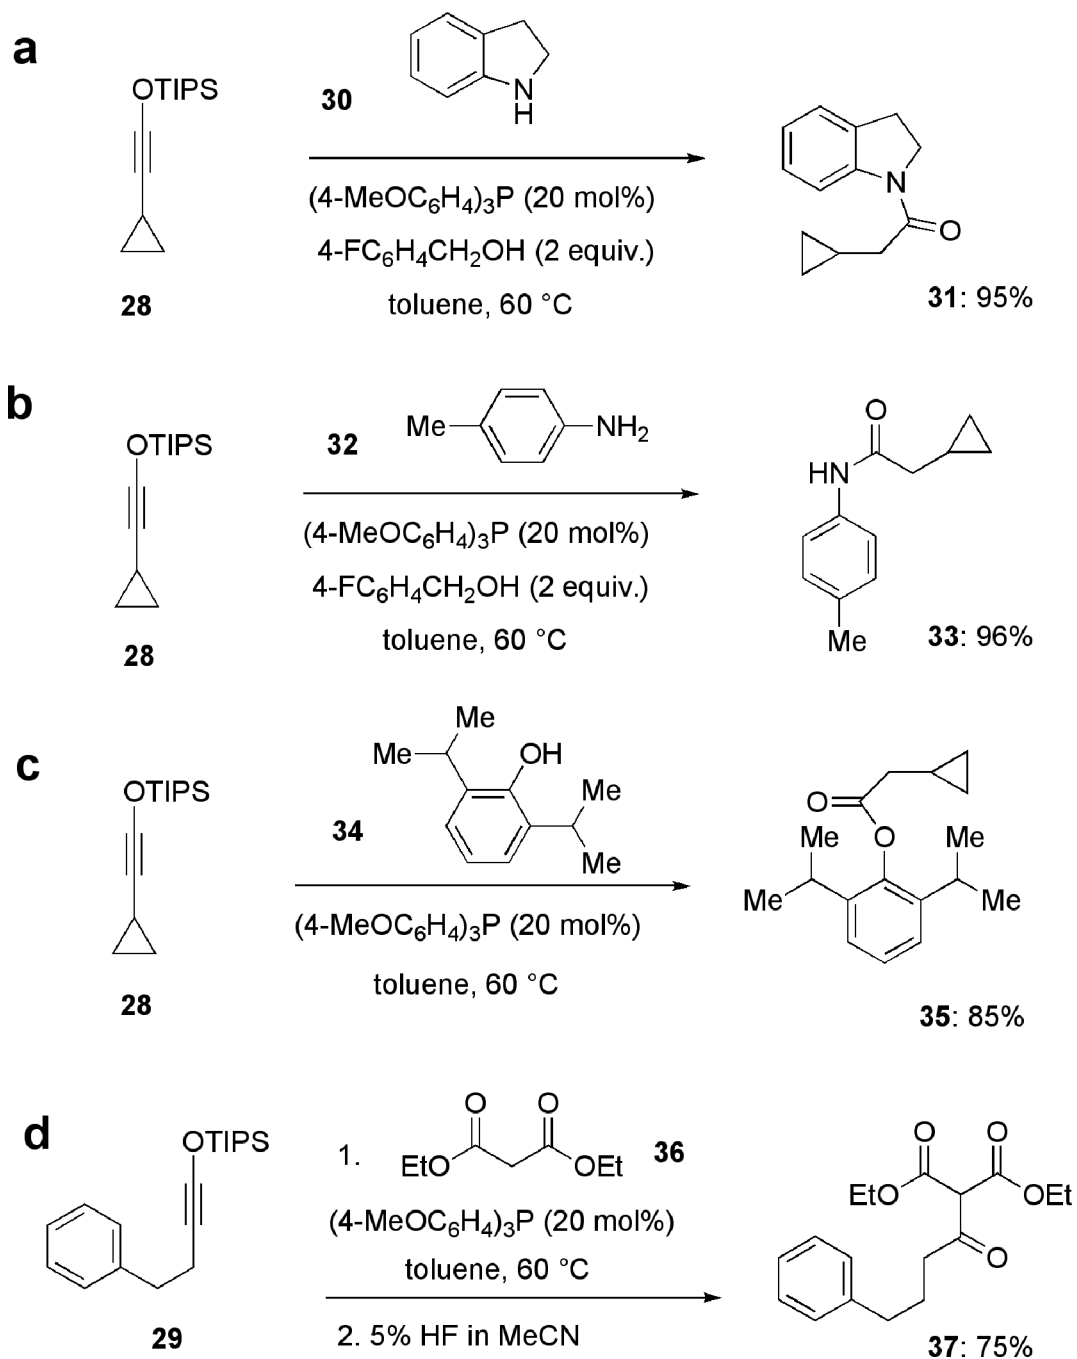 a
OTIPS
30
N
H
(4-MeOC6H4)3P (20 mol%)
4-FC6H4CH2OH (2 equiv.)
toluene, 60 °C
28
N
O
31: 95%
b
OTIPS
32
Me
NH2
(4-MeOC6H4)3P (20 mol%)
4-FC6H4CH2OH (2 equiv.)
toluene, 60 °C
28
O
HN
Me
33: 96%
c
OTIPS
Me
Me
OH
Me
Me
34
(4-MeOC6H4)3P (20 mol%)
toluene, 60 °C
28
O
O
Me
Me
Me
Me
35: 85%
d
OTIPS
29
1.
O
O
EtO
OEt
36
(4-MeOC6H4)3P (20 mol%)
toluene, 60 °C
2. 5% HF in MeCN
O
O
EtO
OEt
O
37: 75%